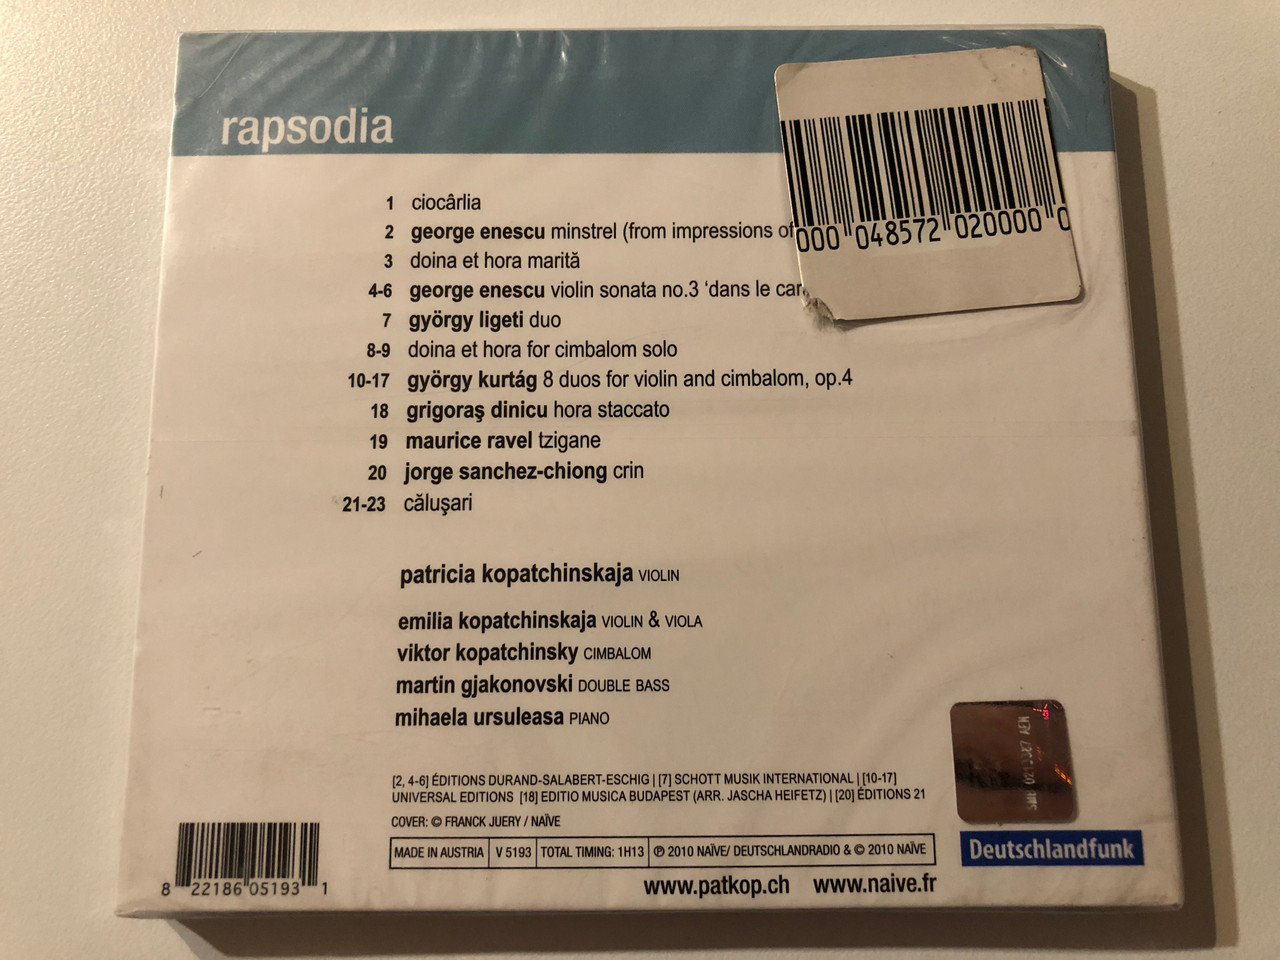 rapsodia
000 048572 020000 0
1 ciocârlia
2 george enescu minstrel (from impressions of
3 doina et hora marită
4-6 george enescu violin sonata no.3 ‘dans le
7 györgy ligeti duo
8-9 doina et hora for cimbalom solo
10-17 györgy kurtág 8 duos for violin and cimbalom, op.4
18 grigoraş dinicu hora staccato
19 maurice ravel tzigane
20 jorge sanchez-chiong crin
21-23 căluşari
patricia kopatchinskaja VIOLIN
emilia kopatchinskaja VIOLIN & VIOLA
viktor kopatchinsky CIMBALOM
martin gjakonovski DOUBLE BASS
mihaela ursuleasa PIANO
[2, 4-6] ÉDITIONS DURAND-SALABERT-ESCHIG | [7] SCHOTT MUSIK INTERNATIONAL | [10-17]
UNIVERSAL EDITIONS [18] EDITIO MUSICA BUDAPEST (ARR. JASCHA HEIFETZ) | [20] ÉDITIONS 21
COVER: © FRANCK JUERY / NAÏVE
MADE IN AUSTRIA V 5193 TOTAL TIMING: 1H13 ℗ 2010 NAÏVE/ DEUTSCHLANDRADIO & © 2010 NAÏVE
Deutschlandfunk
8 22186 05193 1
www.patkop.ch www.naive.fr